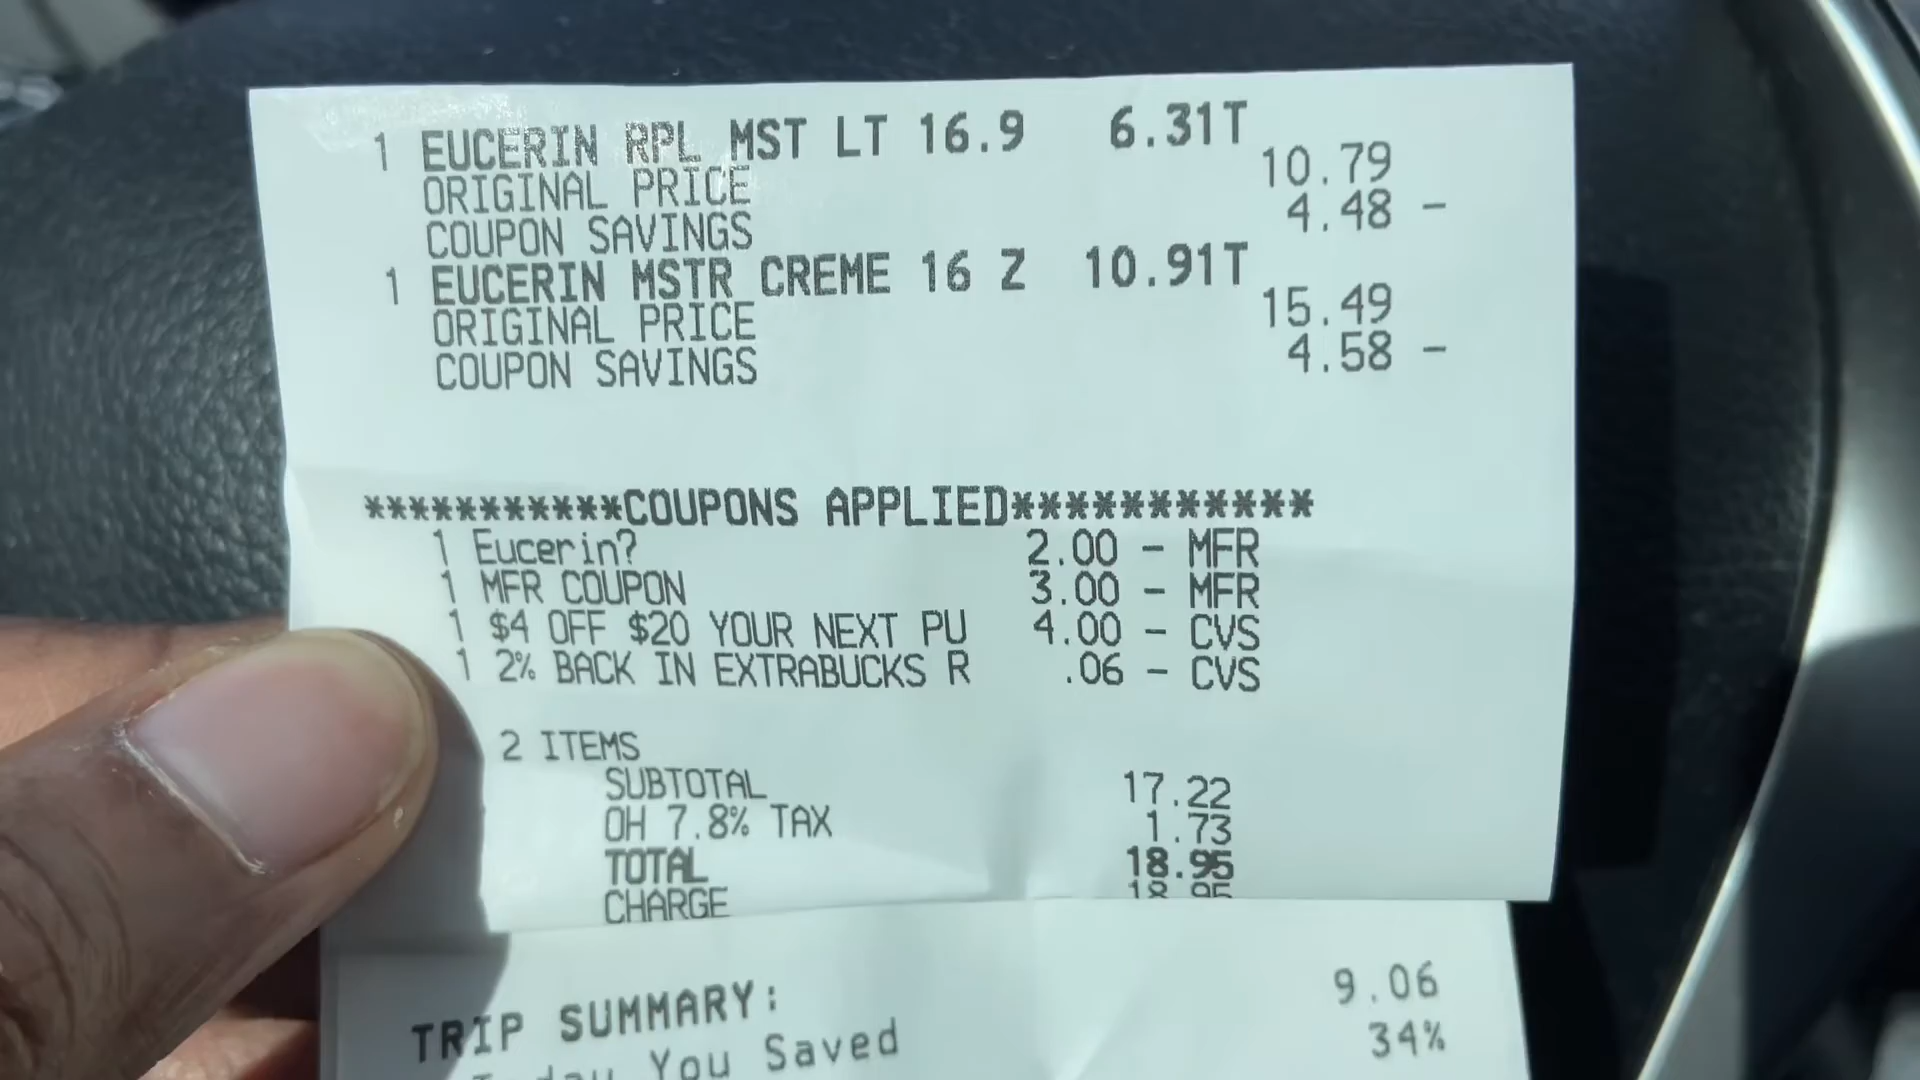 1 EUCERIN RPL MST LT 16.9 6.31T
ORIGINAL PRICE 10.79
COUPON SAVINGS 4.48 -
1 EUCERIN MSTR CREME 16 Z 10.91T
ORIGINAL PRICE 15.49
COUPON SAVINGS 4.58 -
***********COUPONS APPLIED***********
1 Eucerin? 2.00 - MFR
1 MFR COUPON 3.00 - MFR
1 $4 OFF $20 YOUR NEXT PU 4.00 - CVS
1 2% BACK IN EXTRABUCKS R .06 - CVS
2 ITEMS
SUBTOTAL 17.22
OH 7.8% TAX 1.73
TOTAL 18.95
CHARGE 18.95
TRIP SUMMARY:
Today You Saved 9.06
34%